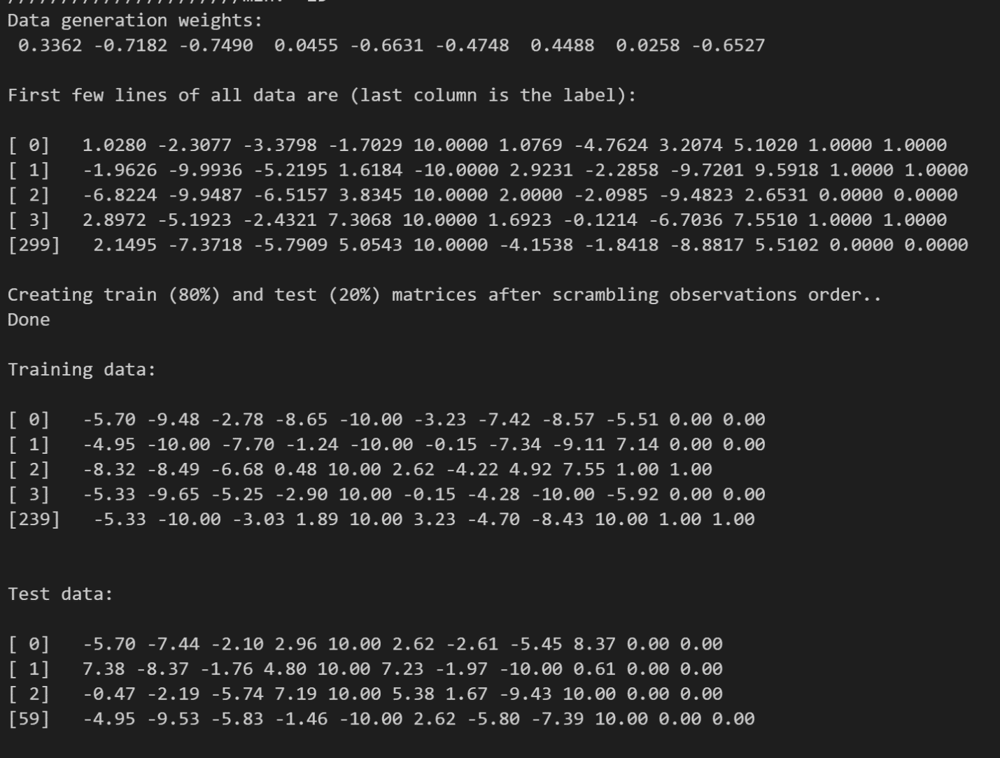 Data generation weights:
0.3362 -0.7182 -0.7490 0.0455 -0.6631 -0.4748 0.4488 0.0258 -0.6527
First few lines of all data are (last column is the label):
[ 0] 1.0280 -2.3077 -3.3798 -1.7029 10.0000 1.0769 -4.7624 3.2074 5.1020 1.0000 1.0000
[ 1] -1.9626 -9.9936 -5.2195 1.6184 -10.0000 2.9231 -2.2858 -9.7201 9.5918 1.0000 1.0000
[ 2] -6.8224 -9.9487 -6.5157 3.8345 10.0000 2.0000 -2.0985 -9.4823 2.6531 0.0000 0.0000
[ 3] 2.8972 -5.1923 -2.4321 7.3068 10.0000 1.6923 -0.1214 -6.7036 7.5510 1.0000 1.0000
[299] 2.1495 -7.3718 -5.7909 5.0543 10.0000 -4.1538 -1.8418 -8.8817 5.5102 0.0000 0.0000
Creating train (80%) and test (20%) matrices after scrambling observations order..
Done
Training data:
[ 0] -5.70 -9.48 -2.78 -8.65 -10.00 -3.23 -7.42 -8.57 -5.51 0.00 0.00
[ 1] -4.95 -10.00 -7.70 -1.24 -10.00 -0.15 -7.34 -9.11 7.14 0.00 0.00
[ 2] -8.32 -8.49 -6.68 0.48 10.00 2.62 -4.22 4.92 7.55 1.00 1.00
[ 3] -5.33 -9.65 -5.25 -2.90 10.00 -0.15 -4.28 -10.00 -5.92 0.00 0.00
[239] -5.33 -10.00 -3.03 1.89 10.00 3.23 -4.70 -8.43 10.00 1.00 1.00
Test data:
[ 0] -5.70 -7.44 -2.10 2.96 10.00 2.62 -2.61 -5.45 8.37 0.00 0.00
[ 1] 7.38 -8.37 -1.76 4.80 10.00 7.23 -1.97 -10.00 0.61 0.00 0.00
[ 2] -0.47 -2.19 -5.74 7.19 10.00 5.38 1.67 -9.43 10.00 0.00 0.00
[59] -4.95 -9.53 -5.83 -1.46 -10.00 2.62 -5.80 -7.39 10.00 0.00 0.00